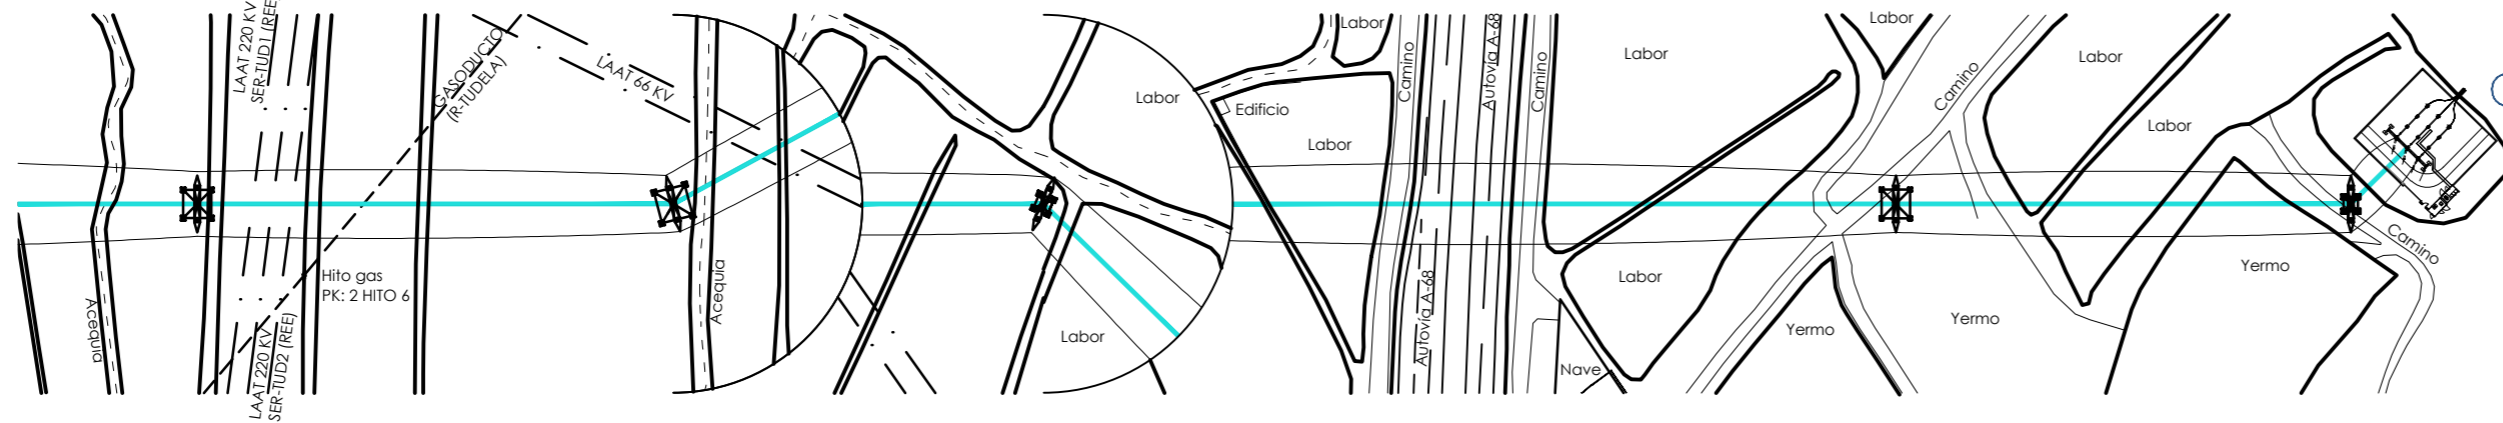 LAAT 220 KV
SER-TUD1 (REE)
GASODUCTO
(R-TUDELA)
LAAT 66 KV
Acequia
Hito gas
PK: 2 HITO 6
LAAT 220 KV
SER-TUD2 (REE)
Acequia
Labor
Labor
Edificio
Labor
Labor
Camino
Autovía A-68
Camino
Autovía A-68
Labor
Labor
Nave
Labor
Camino
Labor
Labor
Yermo
Yermo
Yermo
Camino